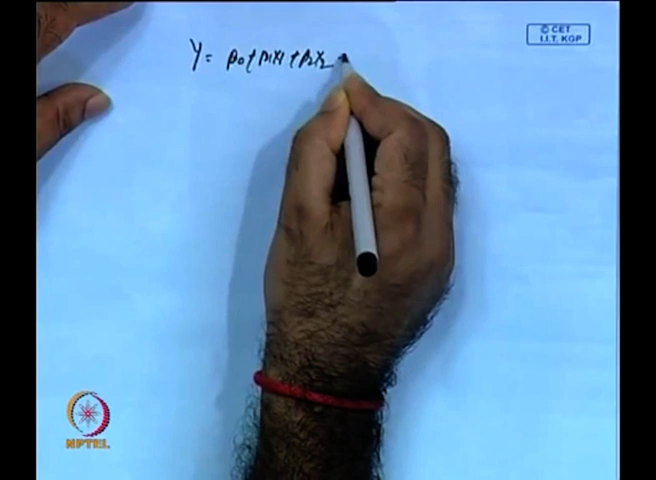 © CET
I.I.T. KGP
Y = β0 + β1X1 + β2X2
NPTEL